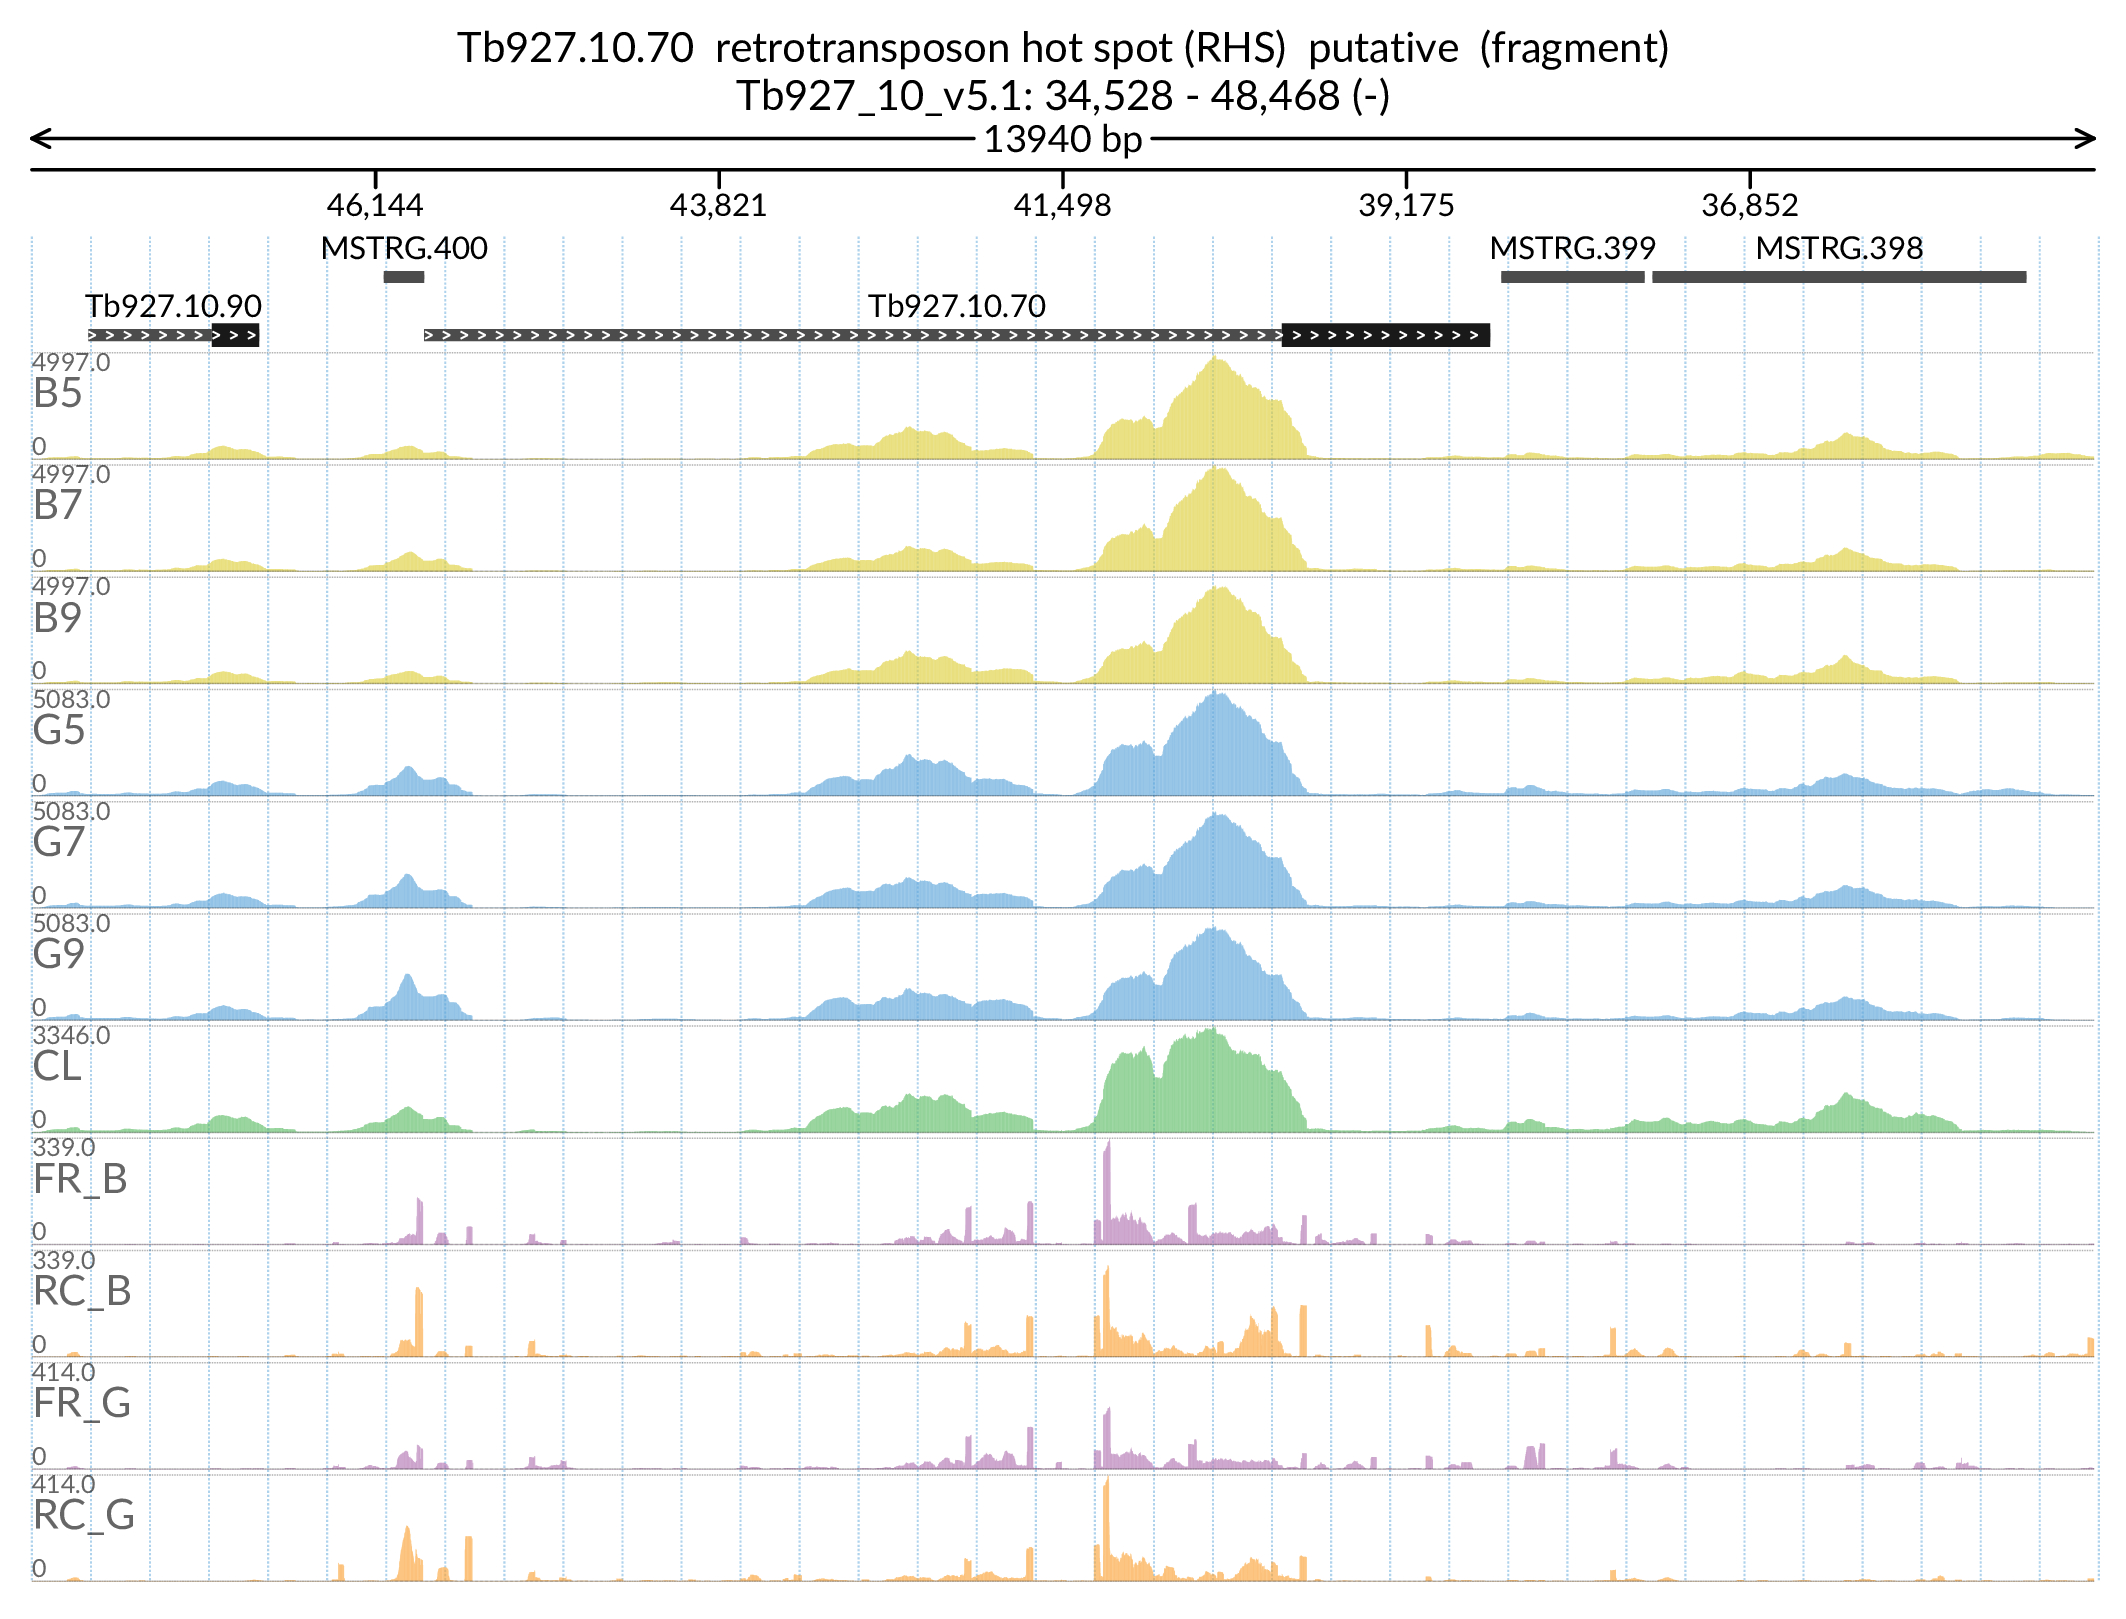 Tb927.10.70 retrotransposon hot spot (RHS) putative (fragment)
Tb927_10_v5.1: 34,528 - 48,468 (-)
13940 bp
46,144 43,821 41,498 39,175 36,852
MSTRG.400 MSTRG.399 MSTRG.398
Tb927.10.90 Tb927.10.70
4997.0
B5
0
4997.0
B7
0
4997.0
B9
0
5083.0
G5
0
5083.0
G7
0
5083.0
G9
0
3346.0
CL
0
339.0
FR_B
0
339.0
RC_B
0
414.0
FR_G
0
414.0
RC_G
0